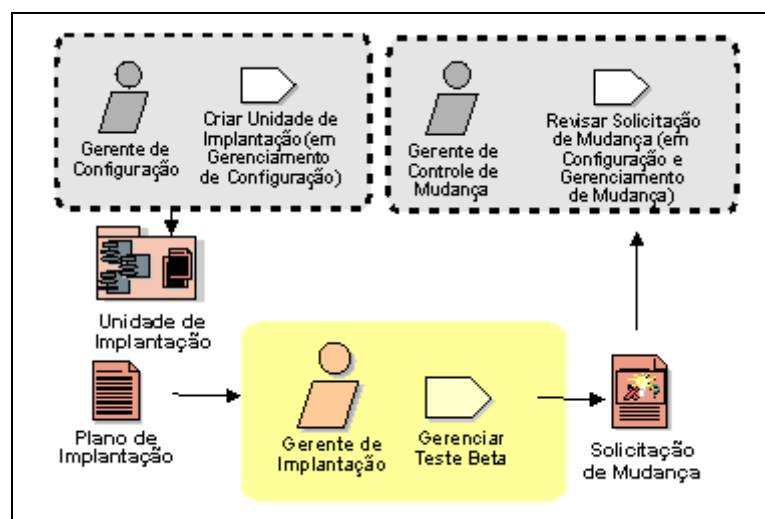 Gerente de
Configuração
Criar Unidade de
Implantação (em
Gerenciamento
de Configuração)
Gerente de
Controle de
Mudança
Revisar Solicitação
de Mudança (em
Configuração e
Gerenciamento
de Mudança)
Unidade de
Implantação
Plano de
Implantação
Gerente de
Implantação
Gerenciar
Teste Beta
Solicitação
de Mudança